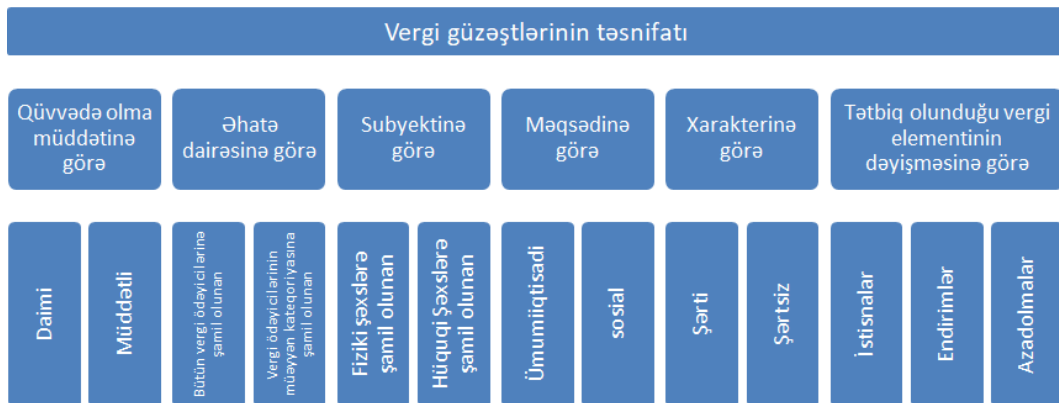 Vergi güzəştlərinin təsnifatı
Qüvvədə olma
müddətinə
görə
Əhatə
dairəsinə görə
Subyektinə
görə
Məqsədinə
görə
Xarakterinə
görə
Tətbiq olunduğu vergi
elementinin
dəyişməsinə görə
Daimi
Müddətli
Bütün vergi ödəyicilərinə
şamil olunan
Vergi ödəyicilərinin
müəyyən kateqoriyasına
şamil olunan
Fiziki şəxslərə
şamil olunan
Hüquqi Şəxslərə
şamil olunan
Ümumiiqtisadi
sosial
Şərti
Şərtsiz
İstisnalar
Endirimlər
Azadolmalar